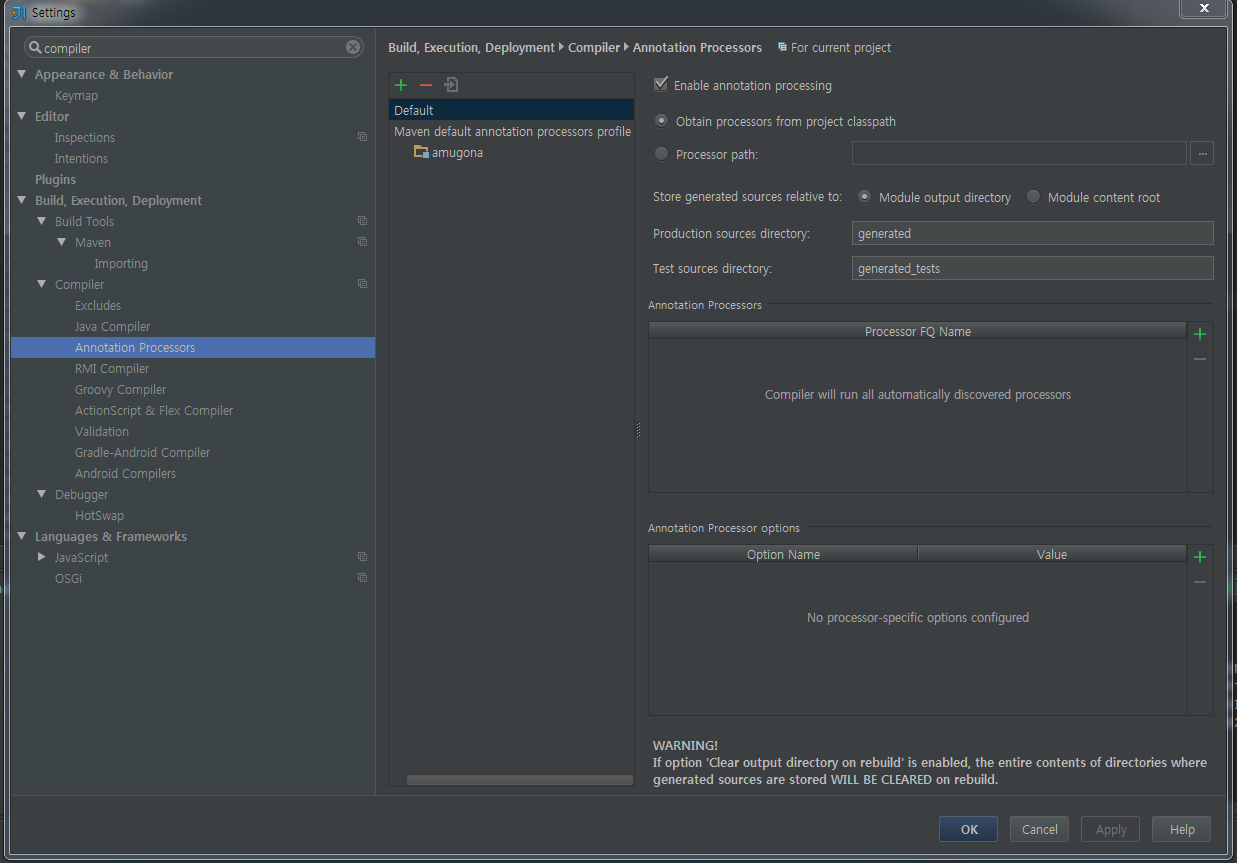 Settings
compiler
Appearance & Behavior
Keymap
Editor
Inspections
Intentions
Plugins
Build, Execution, Deployment
Build Tools
Maven
Importing
Compiler
Excludes
Java Compiler
Annotation Processors
RMI Compiler
Groovy Compiler
ActionScript & Flex Compiler
Validation
Gradle-Android Compiler
Android Compilers
Debugger
HotSwap
Languages & Frameworks
JavaScript
OSGi
Build, Execution, Deployment Compiler Annotation Processors For current project
Default
Maven default annotation processors profile
amugona
Enable annotation processing
Obtain processors from project classpath
Processor path: ...
Store generated sources relative to: Module output directory Module content root
Production sources directory: generated
Test sources directory: generated_tests
Annotation Processors
Processor FQ Name
Compiler will run all automatically discovered processors
Annotation Processor options
Option Name Value
No processor-specific options configured
WARNING!
If option 'Clear output directory on rebuild' is enabled, the entire contents of directories where
generated sources are stored WILL BE CLEARED on rebuild.
OK Cancel Apply Help